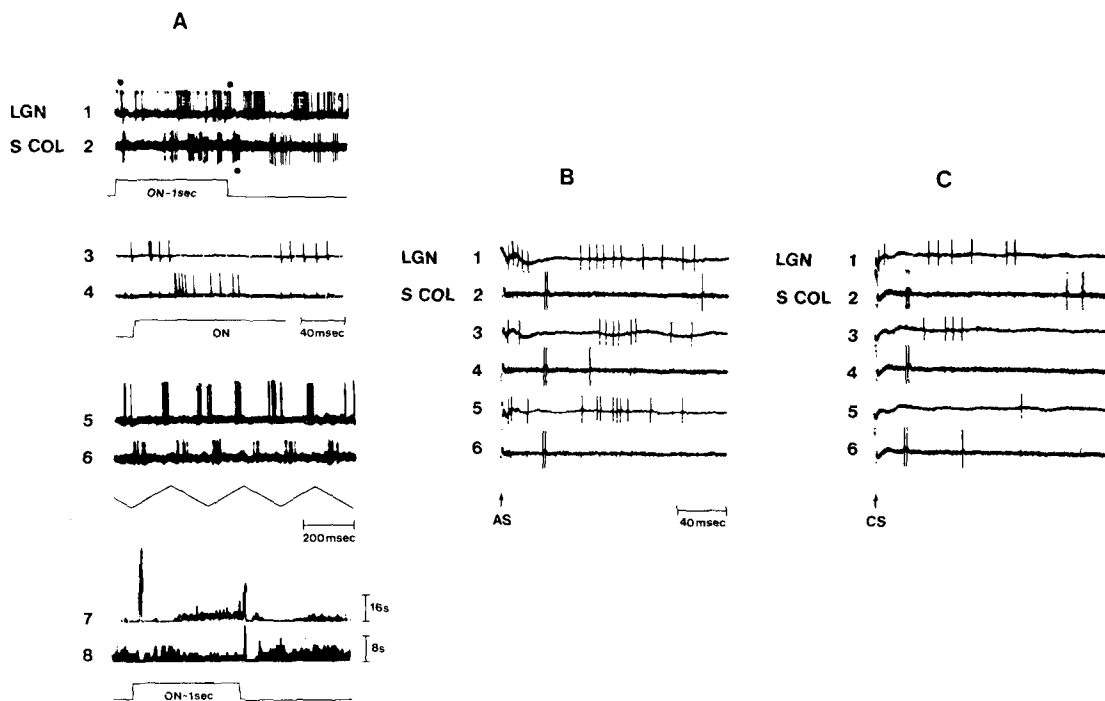 A
LGN 1
S COL 2
ON-1sec
3
4
ON
40msec
5
6
200msec
7
16s
8
8s
ON-1sec
B
LGN 1
S COL 2
3
4
5
6
AS
40msec
C
LGN 1
S COL 2
3
4
5
6
CS